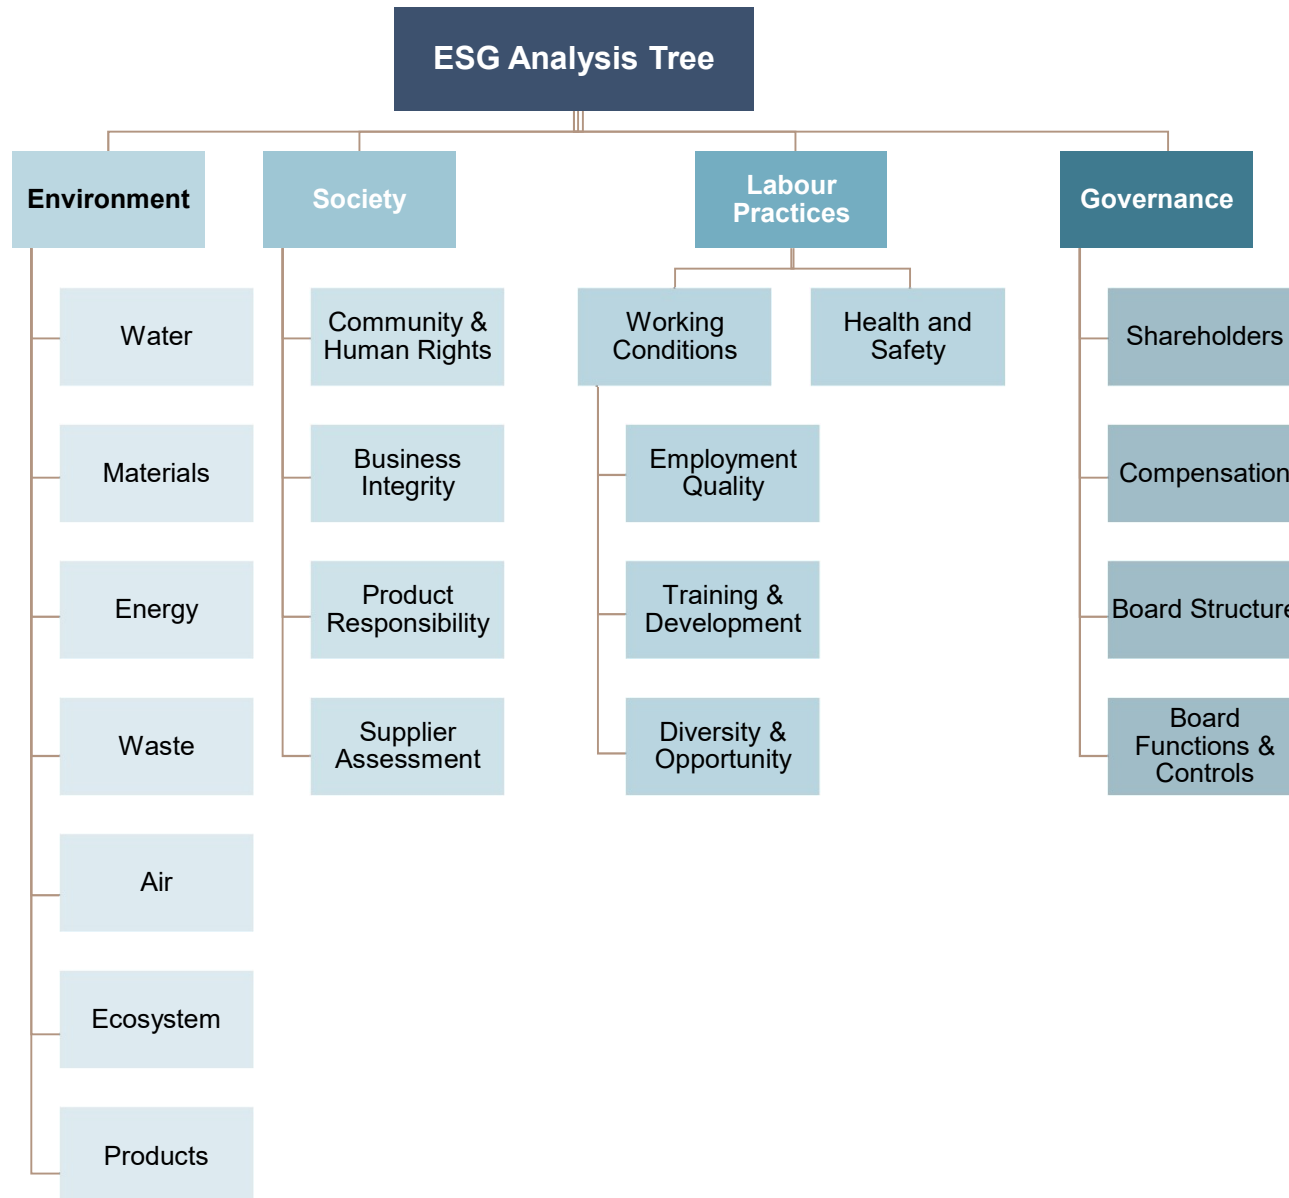 ESG Analysis Tree
Environment
Society
Labour
Practices
Governance
Water
Materials
Energy
Waste
Air
Ecosystem
Products
Community &
Human Rights
Business
Integrity
Product
Responsibility
Supplier
Assessment
Working
Conditions
Health and
Safety
Employment
Quality
Training &
Development
Diversity &
Opportunity
Shareholders
Compensation
Board Structure
Board
Functions &
Controls